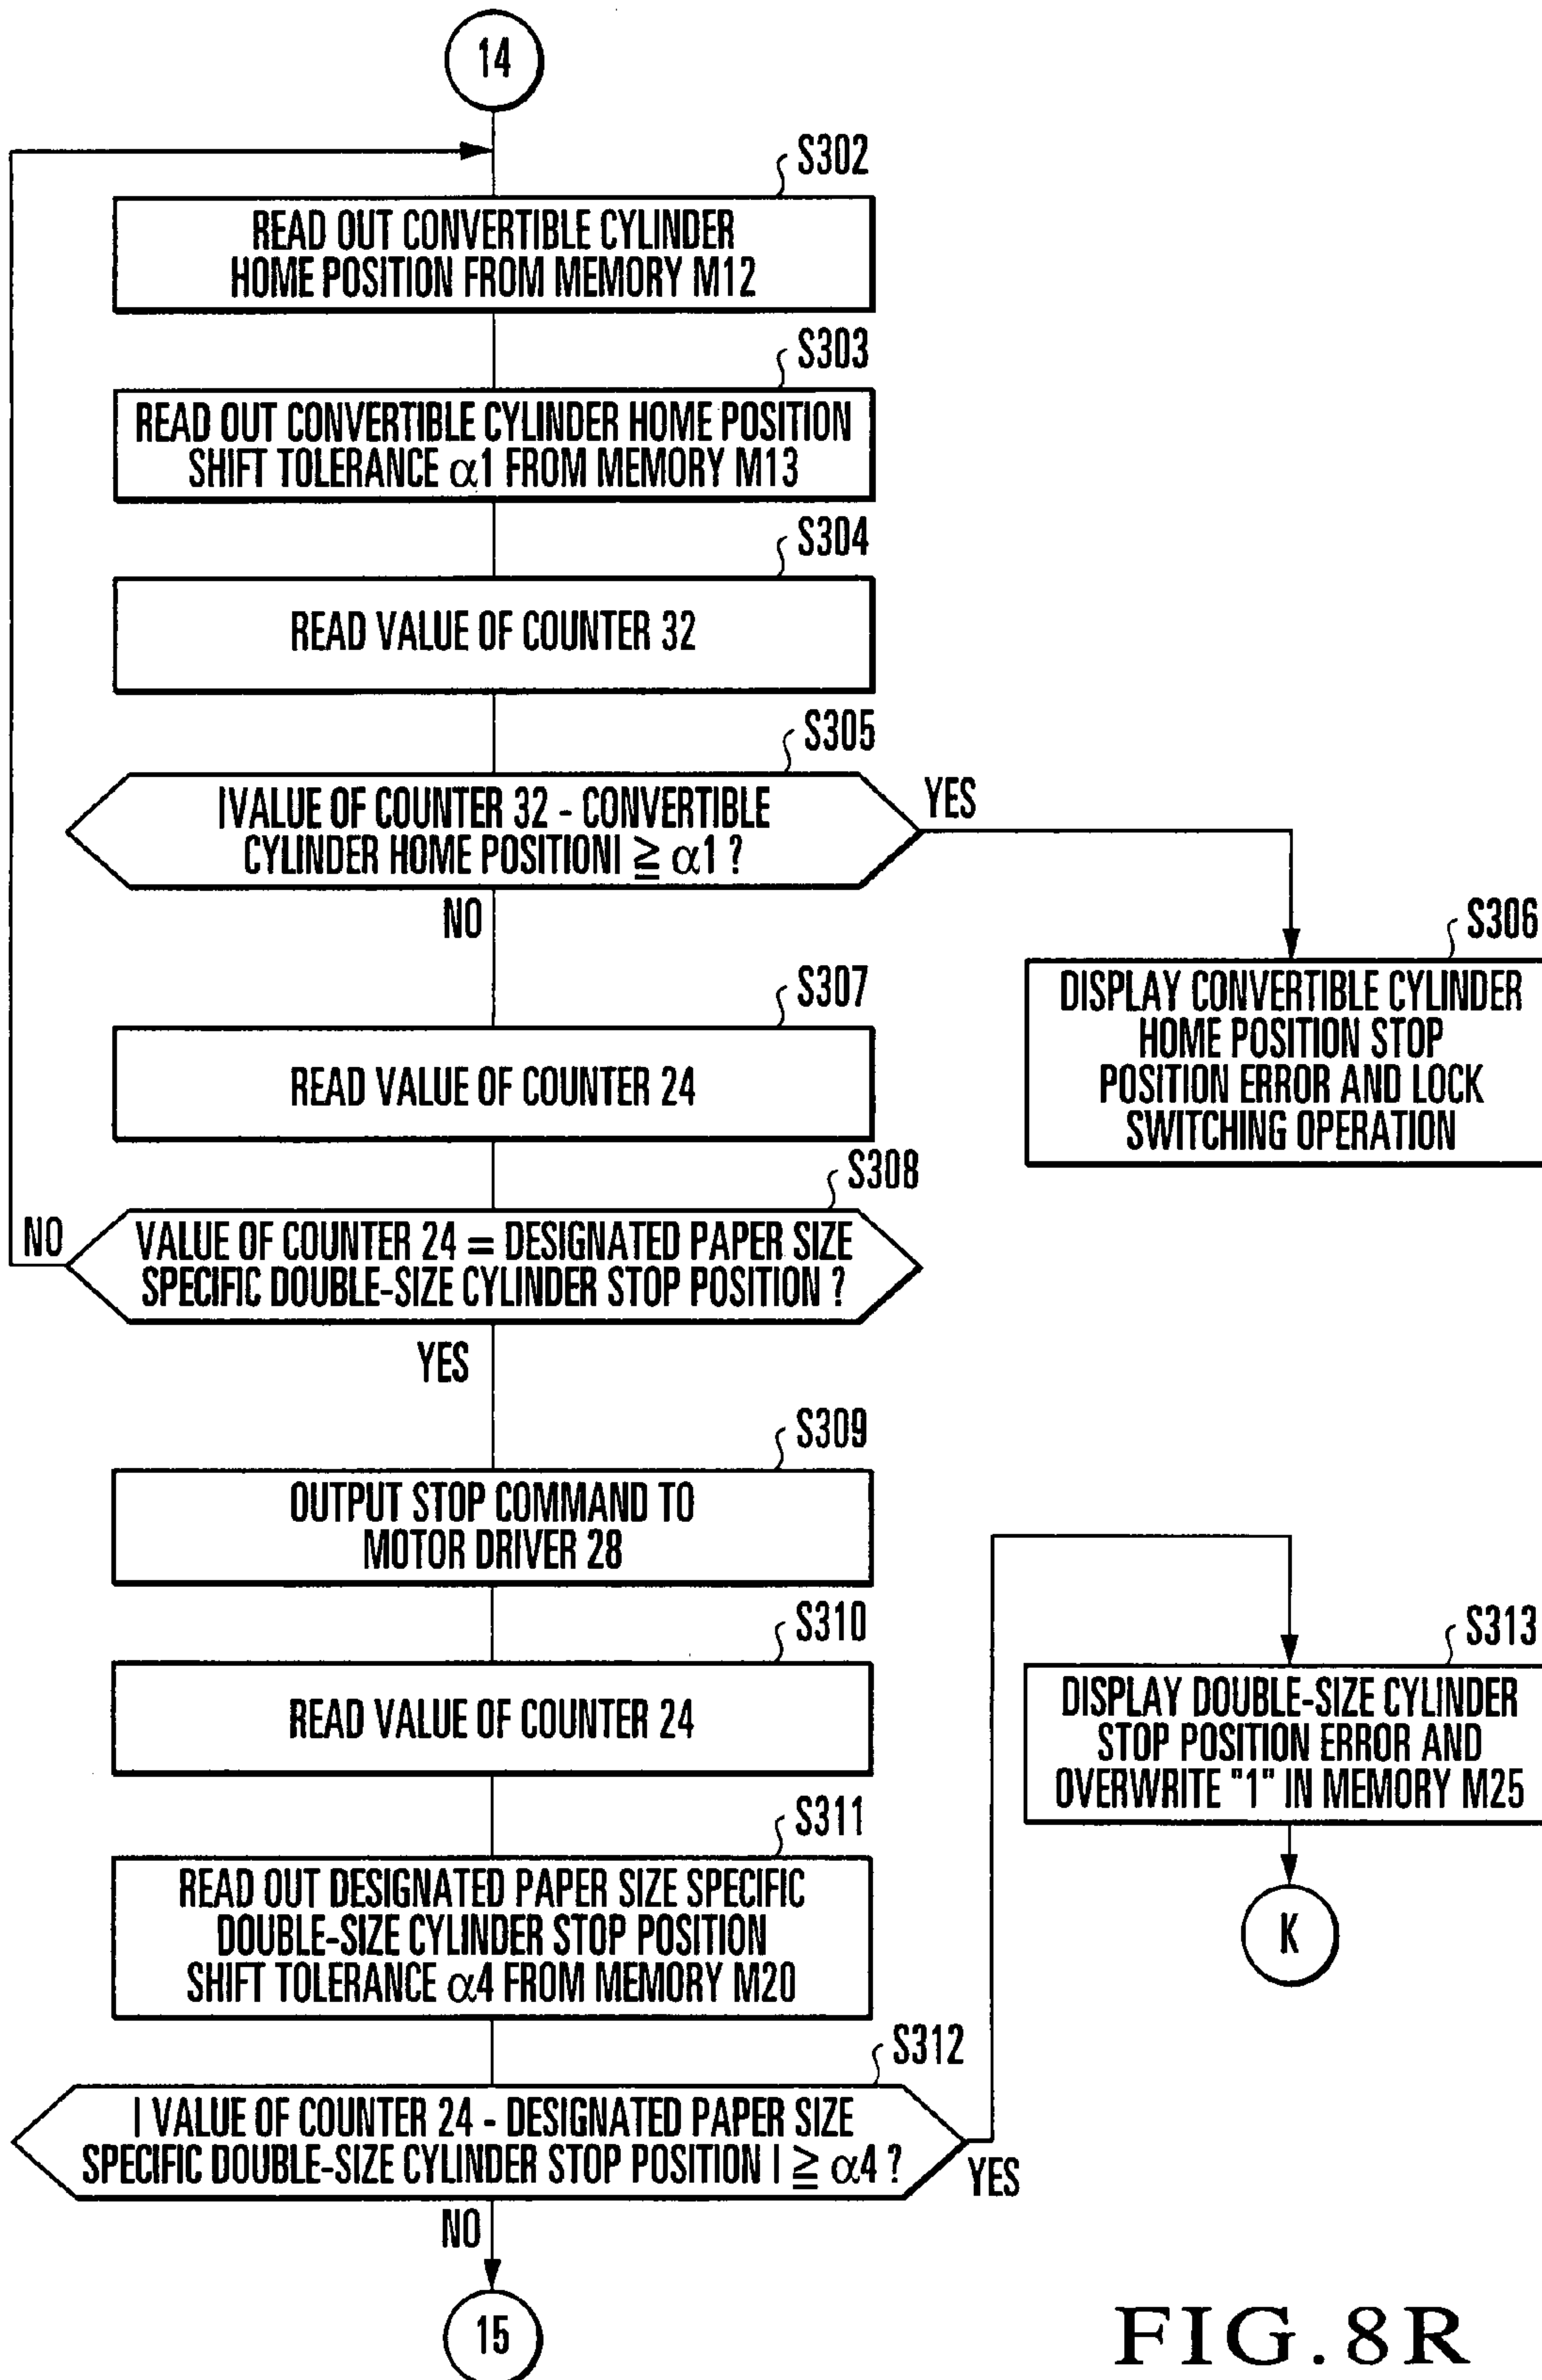 14
S302
READ OUT CONVERTIBLE CYLINDER
HOME POSITION FROM MEMORY M12
S303
READ OUT CONVERTIBLE CYLINDER HOME POSITION
SHIFT TOLERANCE α1 FROM MEMORY M13
S304
READ VALUE OF COUNTER 32
S305
|VALUE OF COUNTER 32 - CONVERTIBLE
CYLINDER HOME POSITION| ≧ α1 ?
YES
NO
S306
DISPLAY CONVERTIBLE CYLINDER
HOME POSITION STOP
POSITION ERROR AND LOCK
SWITCHING OPERATION
S307
READ VALUE OF COUNTER 24
S308
VALUE OF COUNTER 24 = DESIGNATED PAPER SIZE
SPECIFIC DOUBLE-SIZE CYLINDER STOP POSITION ?
NO
YES
S309
OUTPUT STOP COMMAND TO
MOTOR DRIVER 28
S310
READ VALUE OF COUNTER 24
S311
READ OUT DESIGNATED PAPER SIZE SPECIFIC
DOUBLE-SIZE CYLINDER STOP POSITION
SHIFT TOLERANCE α4 FROM MEMORY M20
S312
| VALUE OF COUNTER 24 - DESIGNATED PAPER SIZE
SPECIFIC DOUBLE-SIZE CYLINDER STOP POSITION | ≧ α4 ?
YES
NO
S313
DISPLAY DOUBLE-SIZE CYLINDER
STOP POSITION ERROR AND
OVERWRITE "1" IN MEMORY M25
K
15
FIG.8R